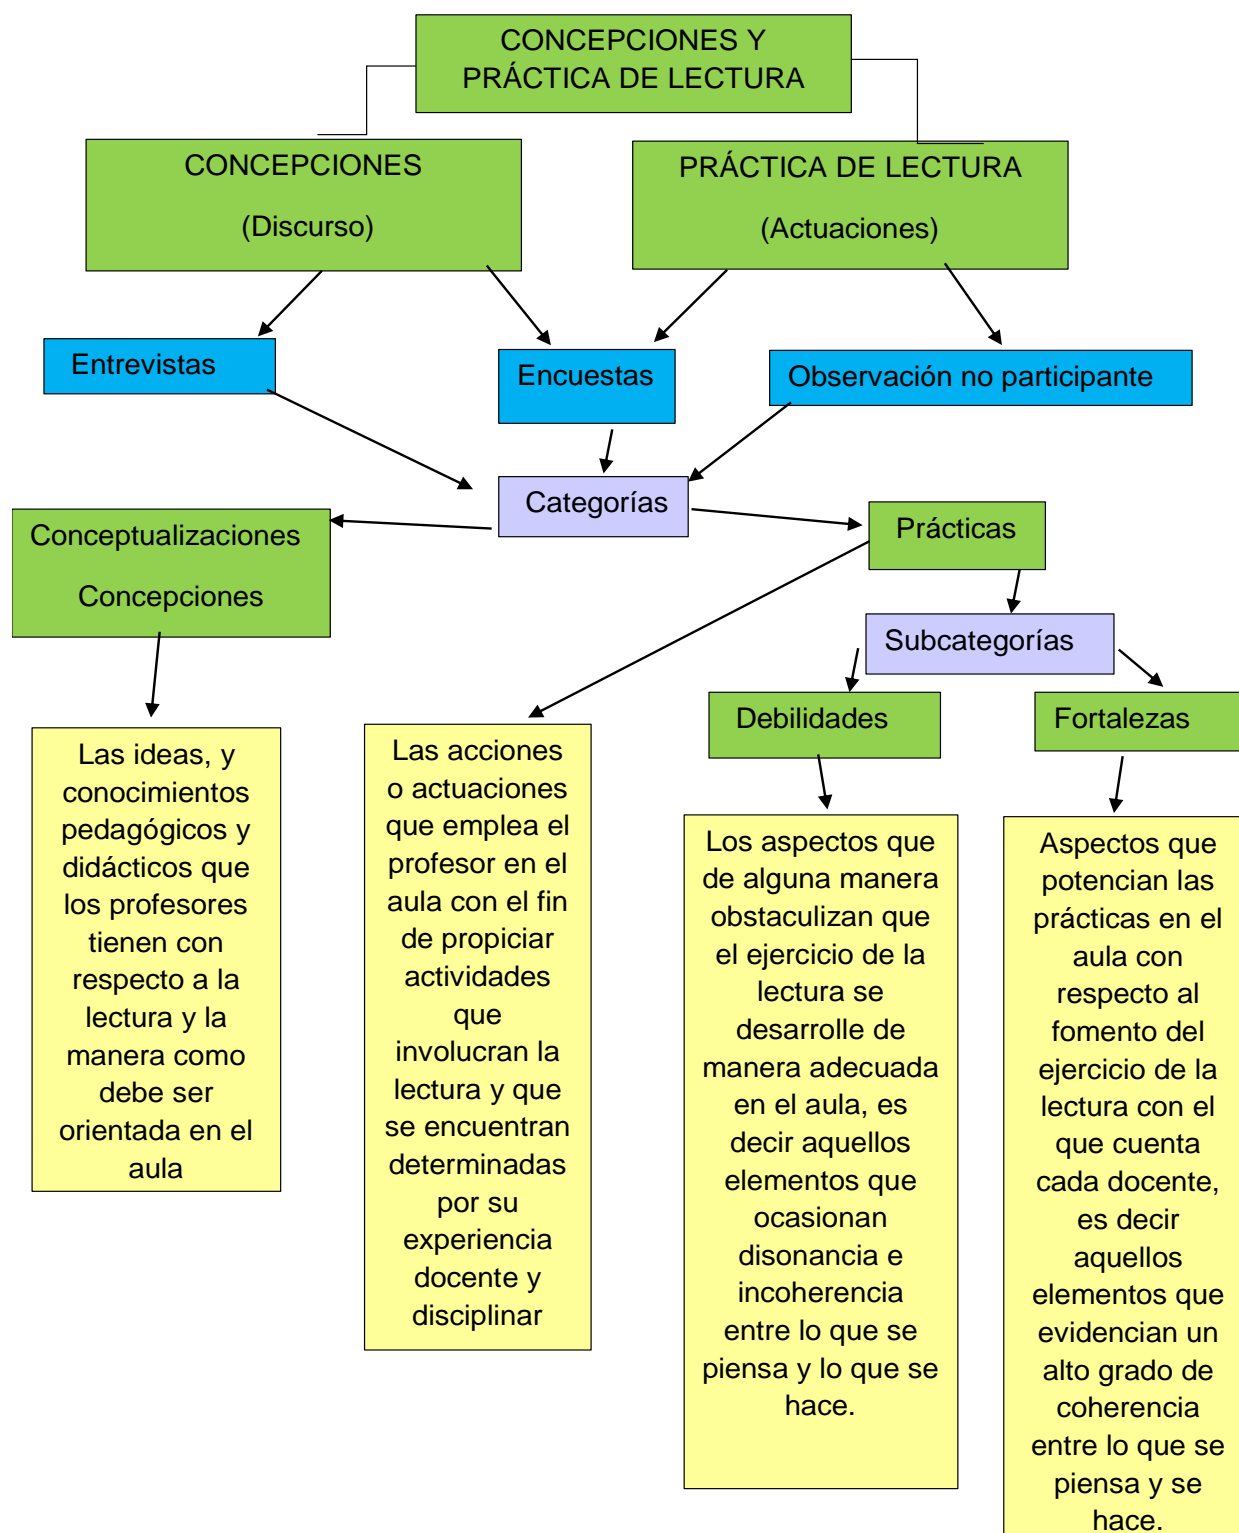 CONCEPCIONES Y
PRÁCTICA DE LECTURA
CONCEPCIONES
(Discurso)
PRÁCTICA DE LECTURA
(Actuaciones)
Entrevistas
Encuestas
Observación no participante
Categorías
Conceptualizaciones
Concepciones
Prácticas
Subcategorías
Debilidades
Fortalezas
Las ideas, y
conocimientos
pedagógicos y
didácticos que
los profesores
tienen con
respecto a la
lectura y la
manera como
debe ser
orientada en el
aula
Las acciones
o actuaciones
que emplea el
profesor en el
aula con el fin
de propiciar
actividades
que
involucran la
lectura y que
se encuentran
determinadas
por su
experiencia
docente y
disciplinar
Los aspectos que
de alguna manera
obstaculizan que
el ejercicio de la
lectura se
desarrolle de
manera adecuada
en el aula, es
decir aquellos
elementos que
ocasionan
disonancia e
incoherencia
entre lo que se
piensa y lo que se
hace.
Aspectos que
potencian las
prácticas en el
aula con
respecto al
fomento del
ejercicio de la
lectura con el
que cuenta
cada docente,
es decir
aquellos
elementos que
evidencian un
alto grado de
coherencia
entre lo que se
piensa y se
hace.